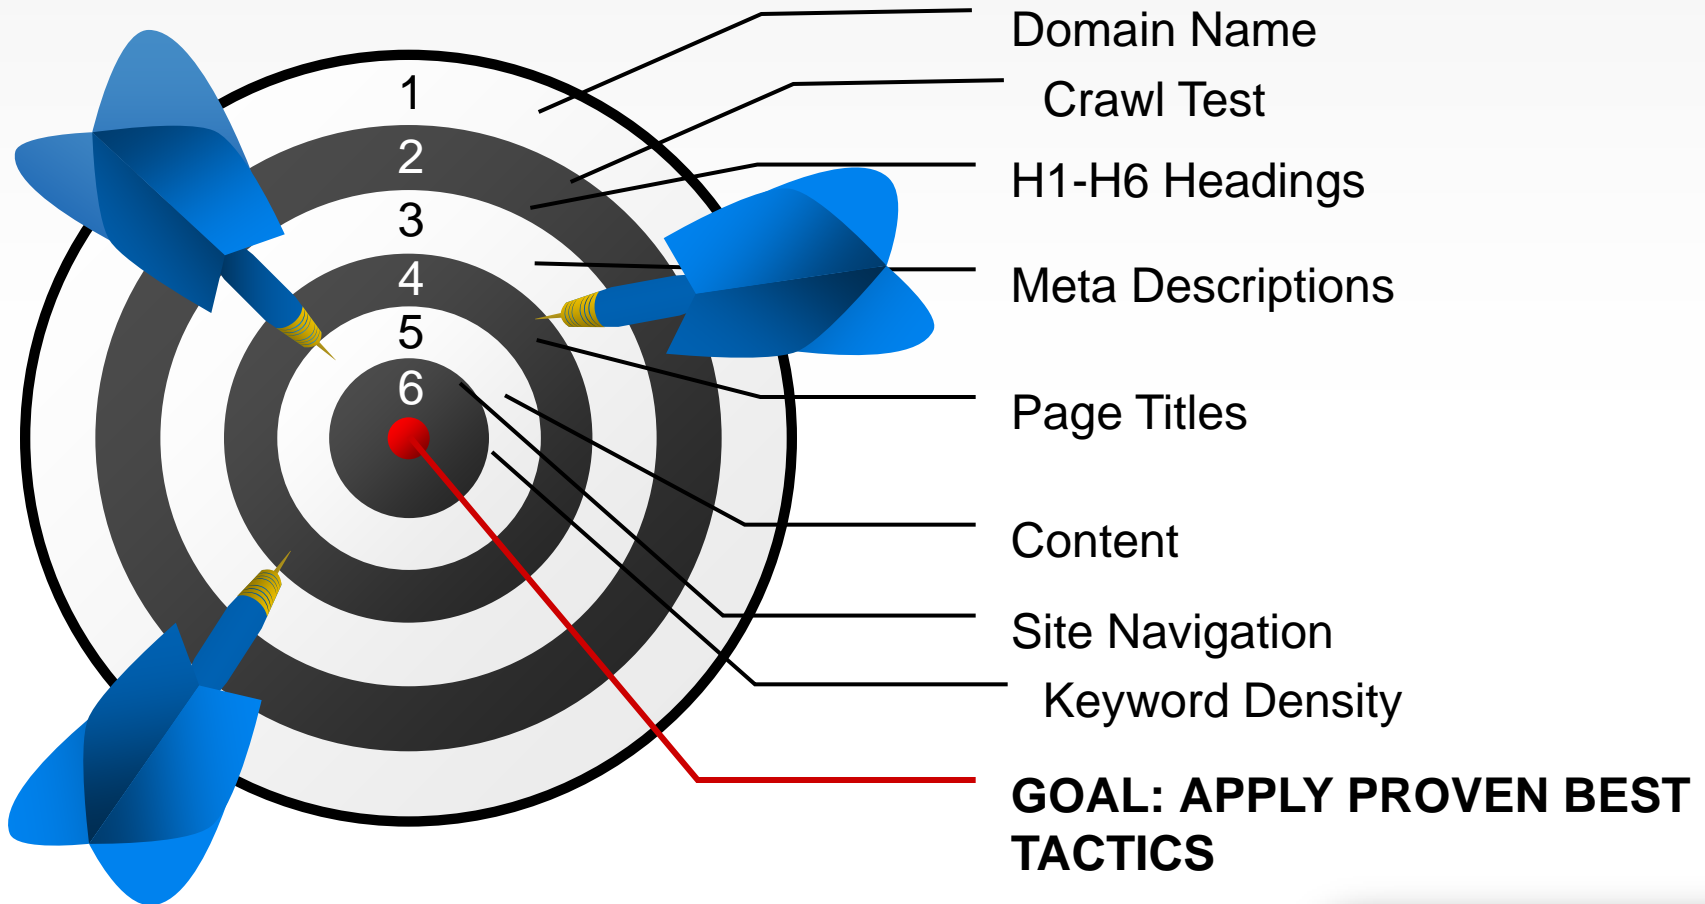 1
2
3
4
5
6
Domain Name
Crawl Test
H1-H6 Headings
Meta Descriptions
Page Titles
Content
Site Navigation
Keyword Density
GOAL: APPLY PROVEN BEST
TACTICS